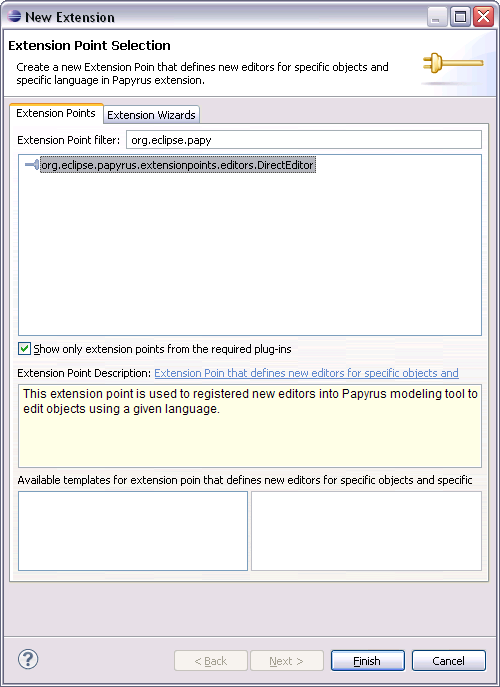 New Extension
Extension Point Selection
Create a new Extension Poin that defines new editors for specific objects and
specific language in Papyrus extension.
Extension Points
Extension Wizards
Extension Point filter:
org.eclipse.papy
org.eclipse.papyrus.extensionpoints.editors.DirectEditor
Show only extension points from the required plug-ins
Extension Point Description: Extension Poin that defines new editors for specific objects and
This extension point is used to registered new editors into Papyrus modeling tool to
edit objects using a given language.
Available templates for extension poin that defines new editors for specific objects and specific
?
< Back
Next >
Finish
Cancel